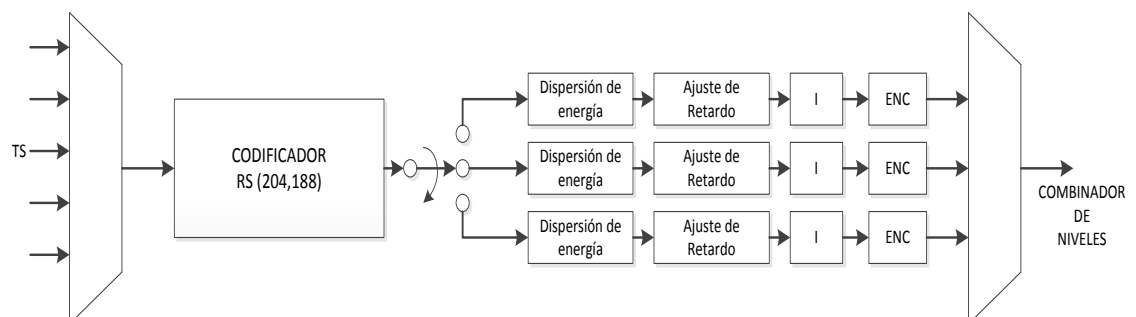 TS
CODIFICADOR
RS (204,188)
Dispersión de
energía
Ajuste de
Retardo
I
ENC
Dispersión de
energía
Ajuste de
Retardo
I
ENC
Dispersión de
energía
Ajuste de
Retardo
I
ENC
COMBINADOR
DE
NIVELES